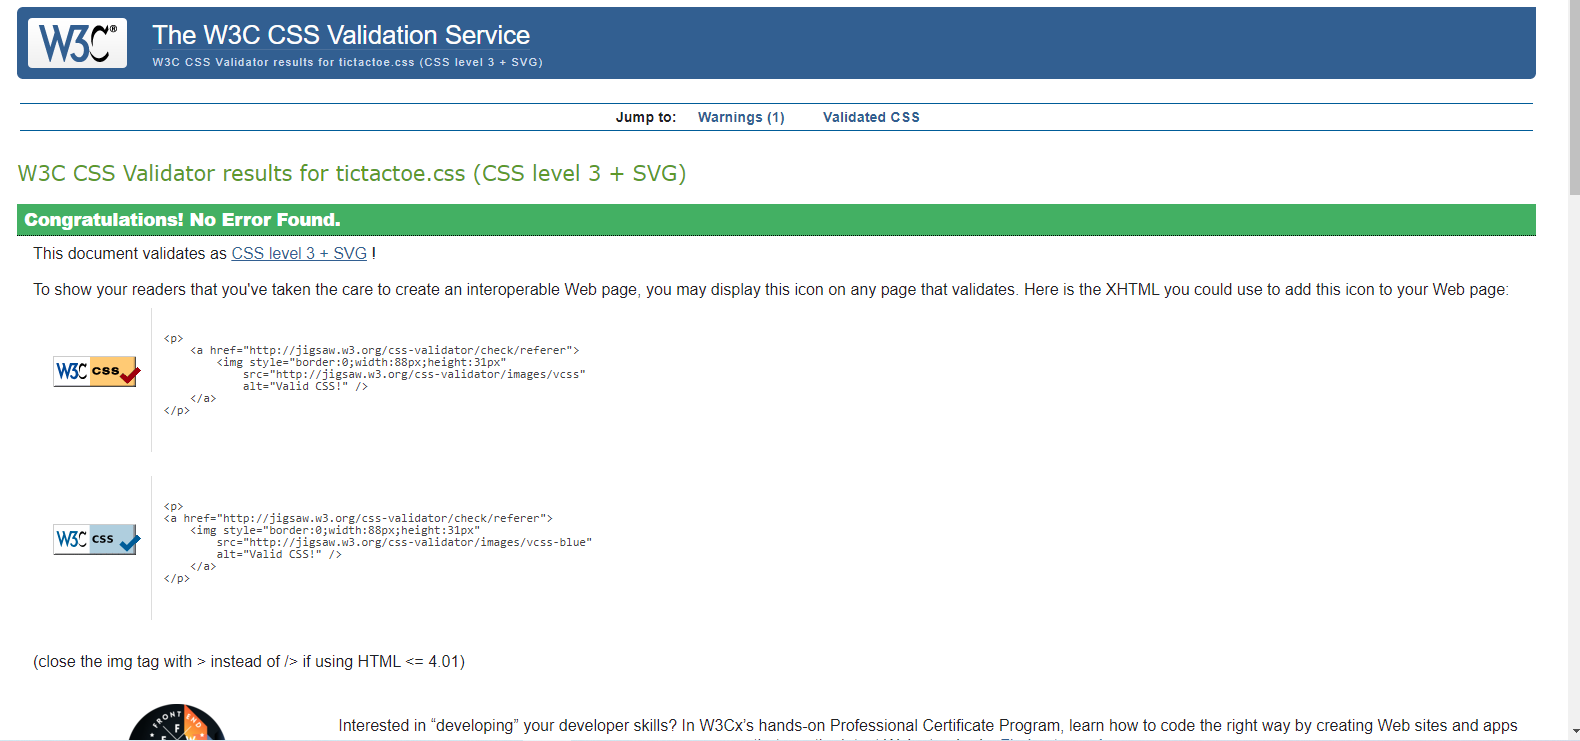 W3C®
The W3C CSS Validation Service
W3C CSS Validator results for tictactoe.css (CSS level 3 + SVG)
Jump to: Warnings (1) Validated CSS
W3C CSS Validator results for tictactoe.css (CSS level 3 + SVG)
Congratulations! No Error Found.
This document validates as CSS level 3 + SVG !
To show your readers that you've taken the care to create an interoperable Web page, you may display this icon on any page that validates. Here is the XHTML you could use to add this icon to your Web page:
W3C css
<p>
<a href="http://jigsaw.w3.org/css-validator/check/referer">
<img style="border:0;width:88px;height:31px"
src="http://jigsaw.w3.org/css-validator/images/vcss"
alt="Valid CSS!" />
</a>
</p>
W3C css
<p>
<a href="http://jigsaw.w3.org/css-validator/check/referer">
<img style="border:0;width:88px;height:31px"
src="http://jigsaw.w3.org/css-validator/images/vcss-blue"
alt="Valid CSS!" />
</a>
</p>
(close the img tag with > instead of /> if using HTML <= 4.01)
FRONT END
Interested in “developing” your developer skills? In W3Cx’s hands-on Professional Certificate Program, learn how to code the right way by creating Web sites and apps